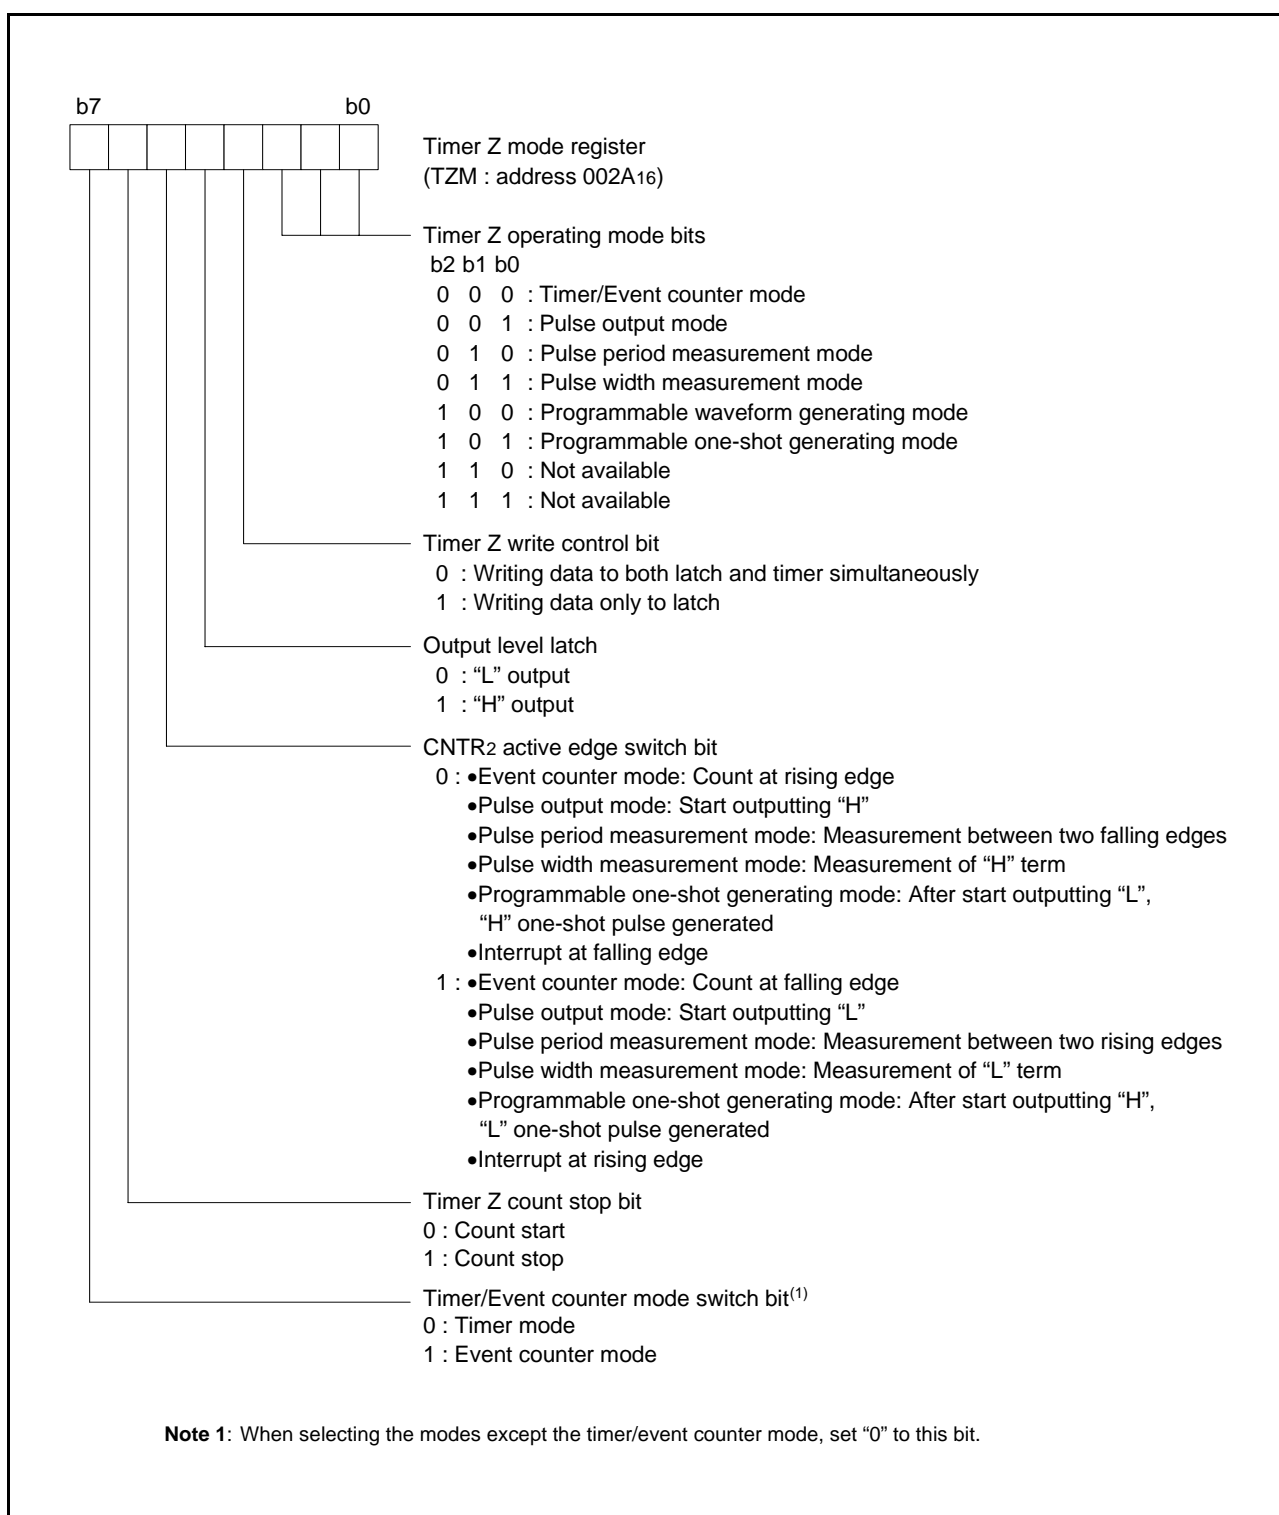 b7 b0
Timer Z mode register
(TZM : address 002A16)
Timer Z operating mode bits
b2 b1 b0
0 0 0 : Timer/Event counter mode
0 0 1 : Pulse output mode
0 1 0 : Pulse period measurement mode
0 1 1 : Pulse width measurement mode
1 0 0 : Programmable waveform generating mode
1 0 1 : Programmable one-shot generating mode
1 1 0 : Not available
1 1 1 : Not available
Timer Z write control bit
0 : Writing data to both latch and timer simultaneously
1 : Writing data only to latch
Output level latch
0 : “L” output
1 : “H” output
CNTR2 active edge switch bit
0 : •Event counter mode: Count at rising edge
•Pulse output mode: Start outputting “H”
•Pulse period measurement mode: Measurement between two falling edges
•Pulse width measurement mode: Measurement of “H” term
•Programmable one-shot generating mode: After start outputting “L”,
“H” one-shot pulse generated
•Interrupt at falling edge
1 : •Event counter mode: Count at falling edge
•Pulse output mode: Start outputting “L”
•Pulse period measurement mode: Measurement between two rising edges
•Pulse width measurement mode: Measurement of “L” term
•Programmable one-shot generating mode: After start outputting “H”,
“L” one-shot pulse generated
•Interrupt at rising edge
Timer Z count stop bit
0 : Count start
1 : Count stop
Timer/Event counter mode switch bit(1)
0 : Timer mode
1 : Event counter mode
Note 1: When selecting the modes except the timer/event counter mode, set “0” to this bit.